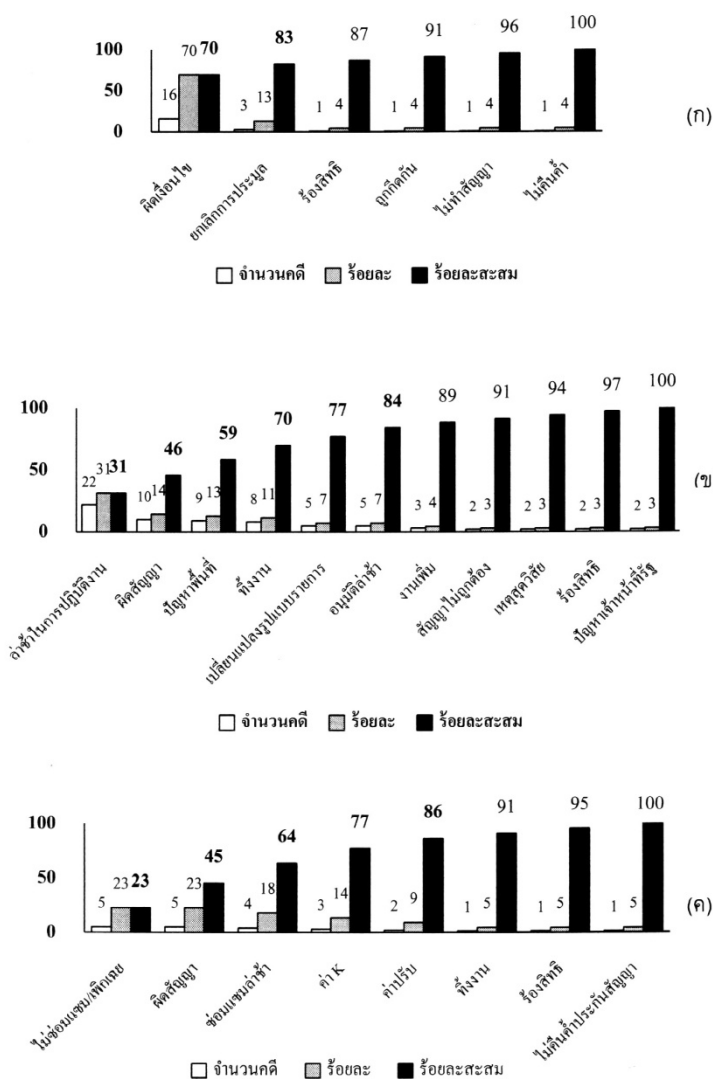 100 50 0
16 70 70
3 13 83
1 4 87
1 4 91
1 4 96
1 4 100
ผิดเงื่อนไข
ยกเลิกการประมูล
ร้องสิทธิ
ถูกกีดกัน
ไม่ทำสัญญา
ไม่คืนค้ำ
(ก)
จำนวนคดี ร้อยละ ร้อยละสะสม
100 50 0
22 31 31
10 14 46
9 13 59
8 11 70
5 7 77
5 7 84
3 4 89
2 3 91
2 3 94
2 3 97
2 3 100
ล่าช้าในการปฏิบัติงาน
ผิดสัญญา
ปัญหาพื้นที่
ทิ้งงาน
เปลี่ยนแปลงรูปแบบรายการ
อนุมัติล่าช้า
งานเพิ่ม
สัญญาไม่ถูกต้อง
เหตุสุดวิสัย
ร้องสิทธิ
ปัญหาเจ้าหน้าที่รัฐ
(ข
จำนวนคดี ร้อยละ ร้อยละสะสม
100 50 0
5 23 23
5 23 45
4 18 64
3 14 77
2 9 86
1 5 91
1 5 95
1 5 100
ไม่ซ่อมแซม/เพิกเฉย
ผิดสัญญา
ซ่อมแซมล่าช้า
ค่า K
ค่าปรับ
ทิ้งงาน
ร้องสิทธิ
ไม่คืนค้ำประกันสัญญา
(ค)
จำนวนคดี ร้อยละ ร้อยละสะสม